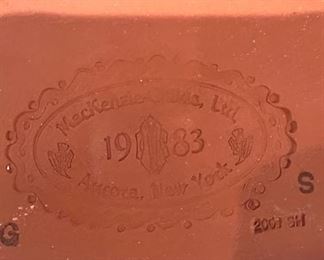 MacKenzie-Childs, Ltd.
19 83
Aurora, New York
G
S
2001 SH